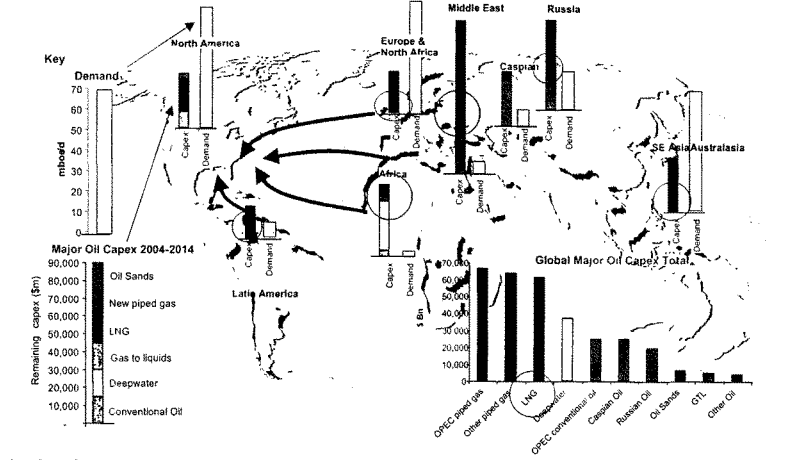 Middle East
Russia
North America
Europe &
North Africa
Key
Caspian
Demand
70
60
50
40
30
20
10
0
mboe/d
Capex
Demand
Capex
Demand
Capex
Demand
Capex
Demand
Capex
Demand
SE Asia/Australasia
Capex
Demand
Africa
Capex
Demand
Capex
Demand
Latin America
Major Oil Capex 2004-2014
90,000
80,000
70,000
60,000
50,000
40,000
30,000
20,000
10,000
-
Remaining capex ($m)
Oil Sands
New piped gas
LNG
Gas to liquids
Deepwater
Conventional Oil
Global Major Oil Capex Total
70,000
60,000
50,000
40,000
30,000
20,000
10,000
0
$ Bn
OPEC piped gas
Other piped gas
LNG
Deepwater
OPEC conventional oil
Caspian Oil
Russian Oil
Oil Sands
GTL
Other Oil